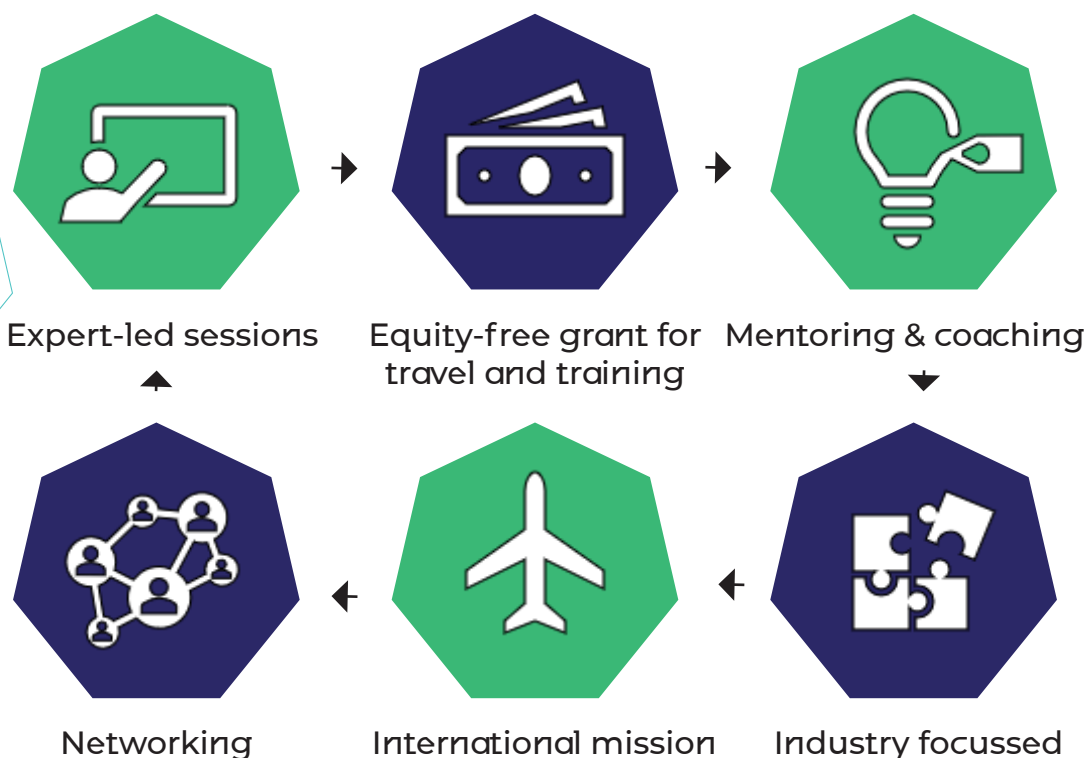 Expert-led sessions
Equity-free grant for
travel and training
Mentoring & coaching
Networking
International mission
Industry focussed